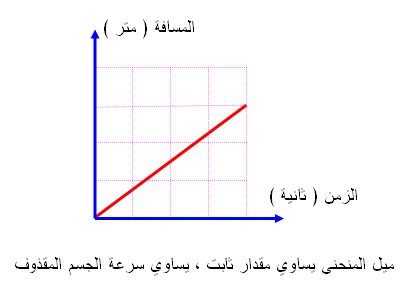 المسافة ( متر )
الزمن ( ثانية )
ميل المنحنى يساوي مقدار ثابت ، يساوي سرعة الجسم المقذوف